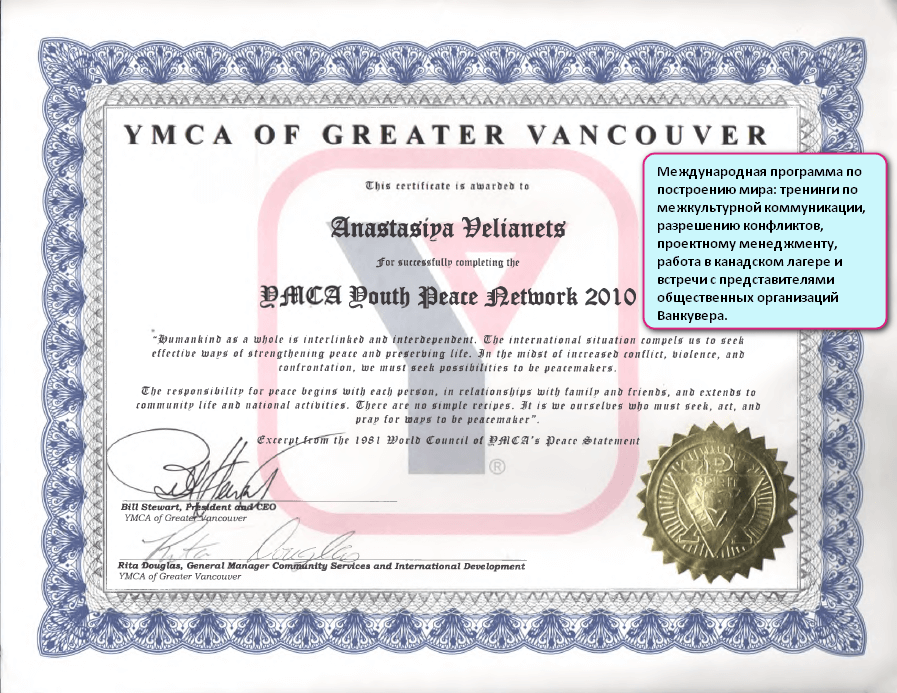 YMCA OF GREATER VANCOUVER
This certificate is awarded to
Anastasiya Velianets
For successfully completing the
YMCA Youth Peace Network 2010
Международная программа по
построению мира: тренинги по
межкультурной коммуникации,
разрешению конфликтов,
проектному менеджменту,
работа в канадском лагере и
встречи с представителями
общественных организаций
Ванкувера.
"Humankind as a whole is interlinked and interdependent. The international situation compels us to seek
effective ways of strengthening peace and preserving life. In the midst of increased conflict, violence, and
confrontation, we must seek possibilities to be peacemakers.
The responsibility for peace begins with each person, in relationships with family and friends, and extends to
community life and national activities. There are no simple recipes. It is we ourselves who must seek, act, and
pray for ways to be peacemaker".
Excerpt from the 1981 World Council of YMCA's Peace Statement
®
Bill Stewart, President and CEO
YMCA of Greater Vancouver
Rita Douglas
Rita Douglas, General Manager Community Services and International Development
YMCA of Greater Vancouver